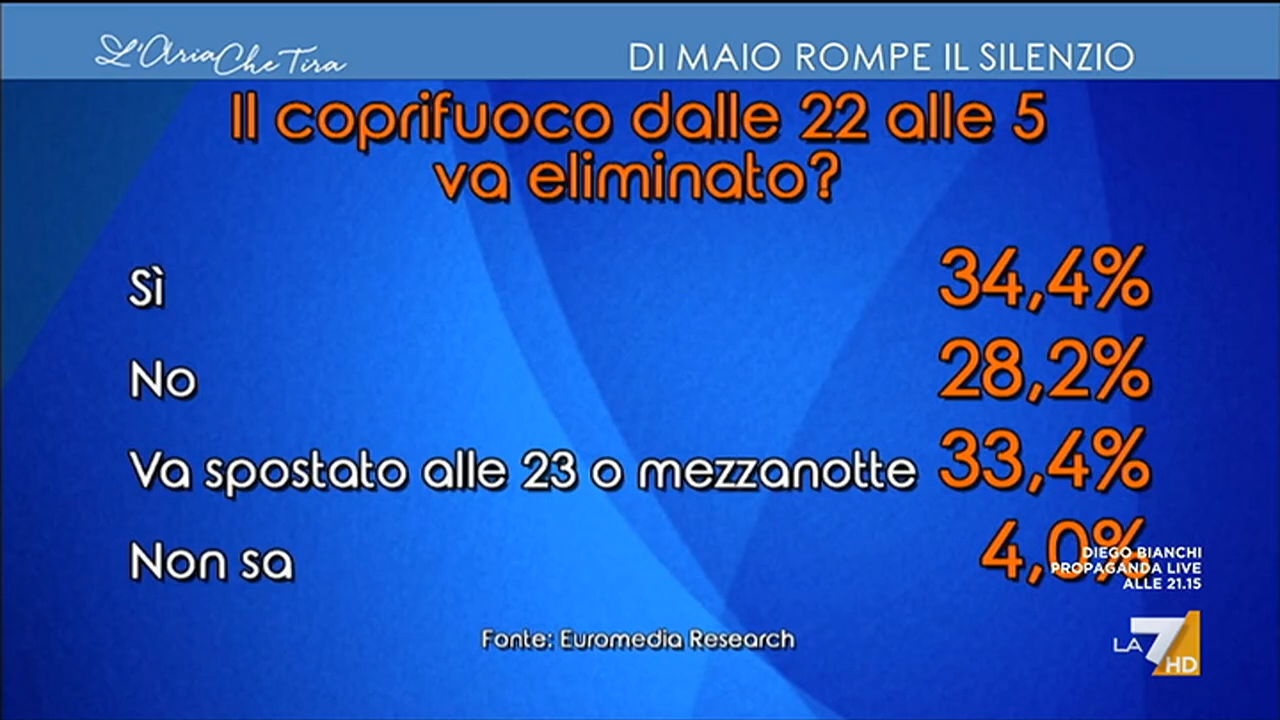 L'Aria Che Tira
DI MAIO ROMPE IL SILENZIO
Il coprifuoco dalle 22 alle 5
va eliminato?
Sì 34,4%
No 28,2%
Va spostato alle 23 o mezzanotte 33,4%
Non sa 4,0%
DIEGO BIANCHI
PROPAGANDA LIVE
ALLE 21.15
Fonte: Euromedia Research
LA 7 HD